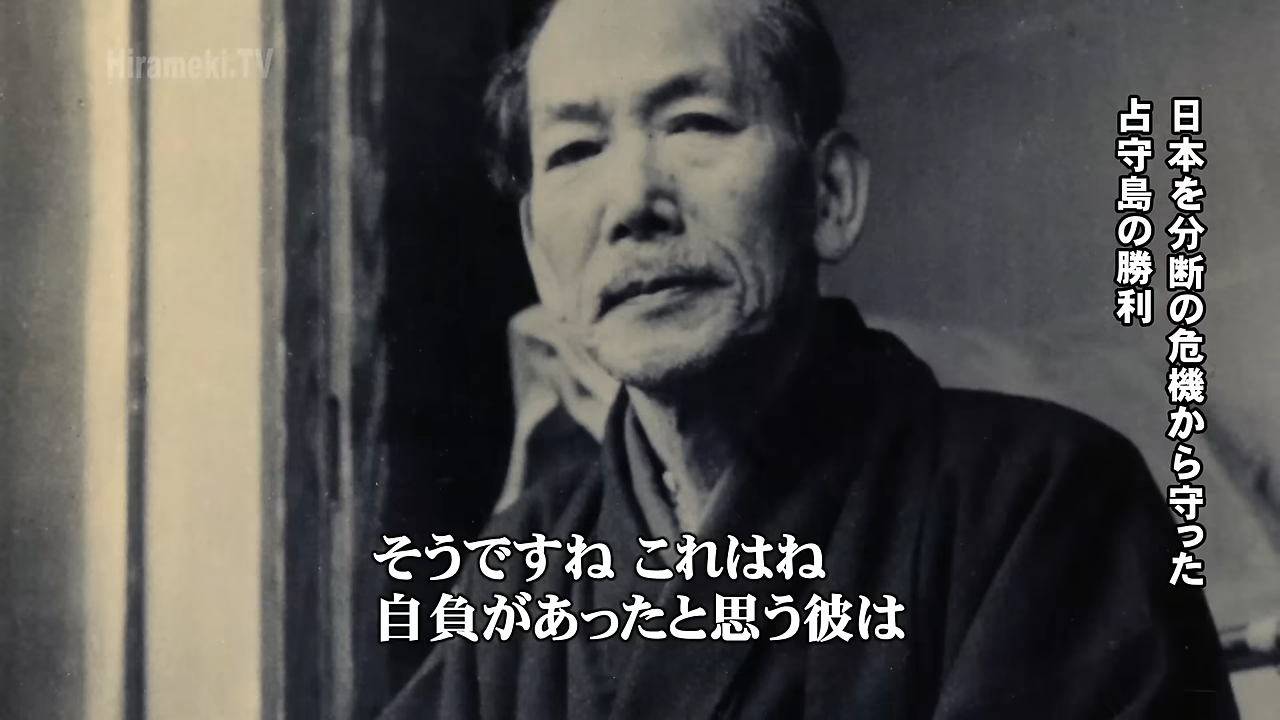 Hirameki.TV
日本を分断の危機から守った
占守島の勝利
そうですね これはね
自負があったと思う彼は